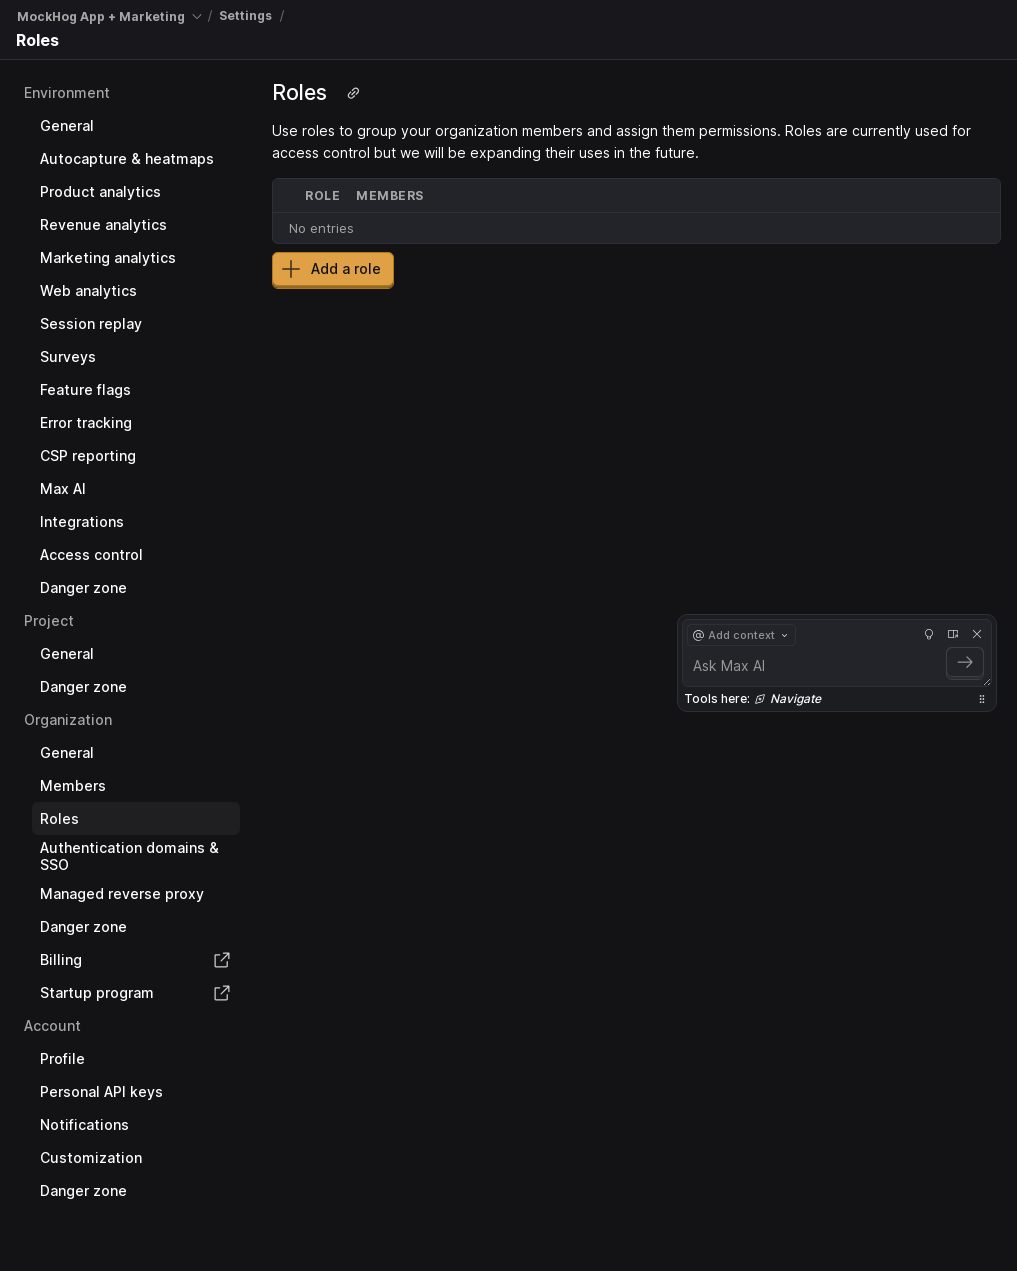 MockHog App + Marketing / Settings /
Roles
Environment
General
Autocapture & heatmaps
Product analytics
Revenue analytics
Marketing analytics
Web analytics
Session replay
Surveys
Feature flags
Error tracking
CSP reporting
Max AI
Integrations
Access control
Danger zone
Project
General
Danger zone
Organization
General
Members
Roles
Authentication domains &
SSO
Managed reverse proxy
Danger zone
Billing
Startup program
Account
Profile
Personal API keys
Notifications
Customization
Danger zone
Roles
Use roles to group your organization members and assign them permissions. Roles are currently used for
access control but we will be expanding their uses in the future.
ROLE MEMBERS
No entries
Add a role
@ Add context
Ask Max AI
Tools here: Navigate